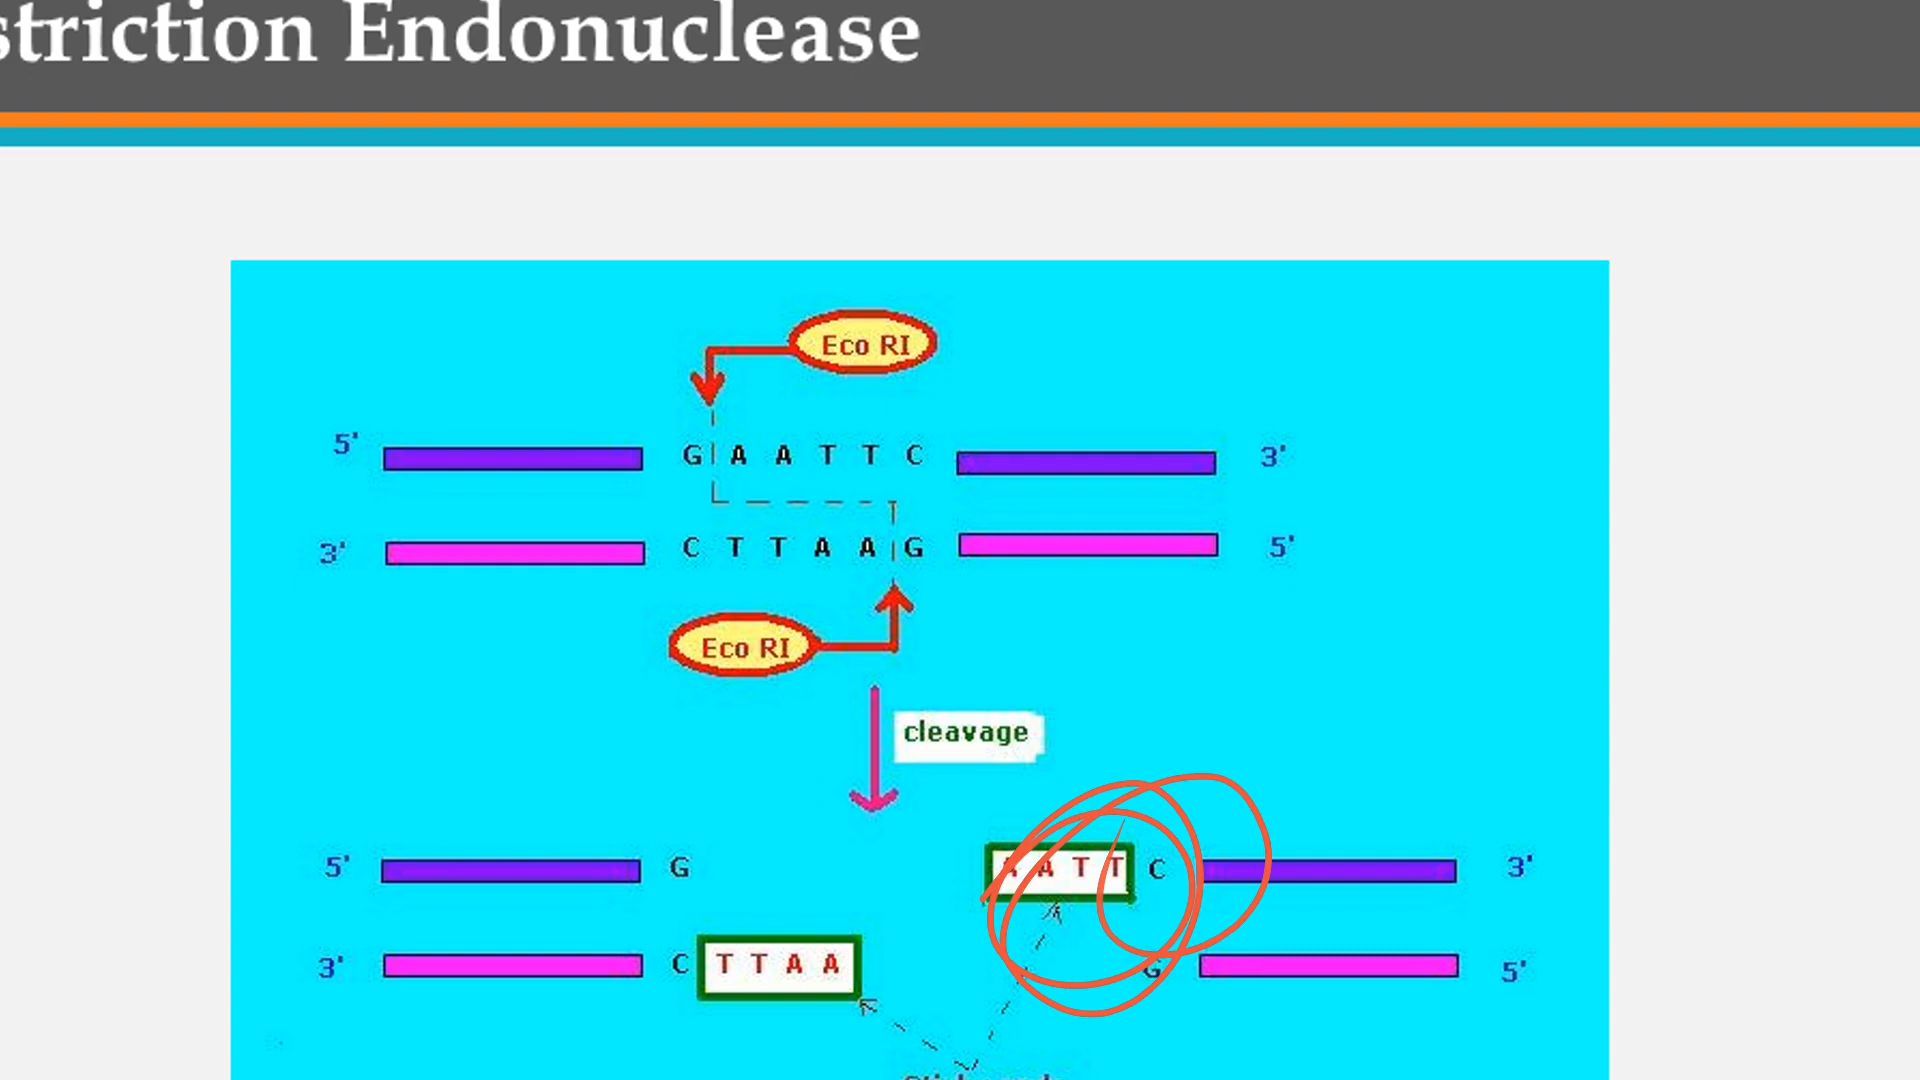 striction Endonuclease
Eco RI
5' G A A T T C 3'
3' C T T A A G 5'
Eco RI
cleavage
5' G A A T T C 3'
3' C T T A A G 5'